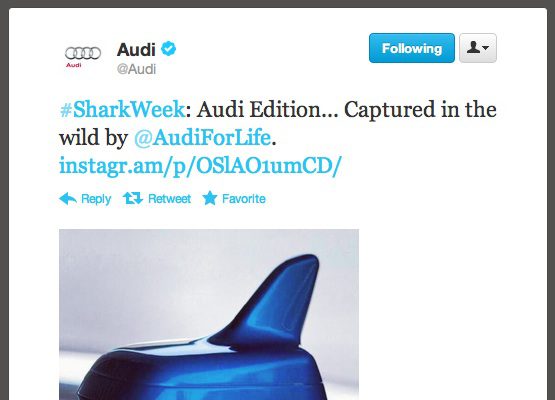 Audi
Audi
@Audi
Following
#SharkWeek: Audi Edition... Captured in the
wild by @AudiForLife.
instagr.am/p/OSlAO1umCD/
Reply Retweet Favorite